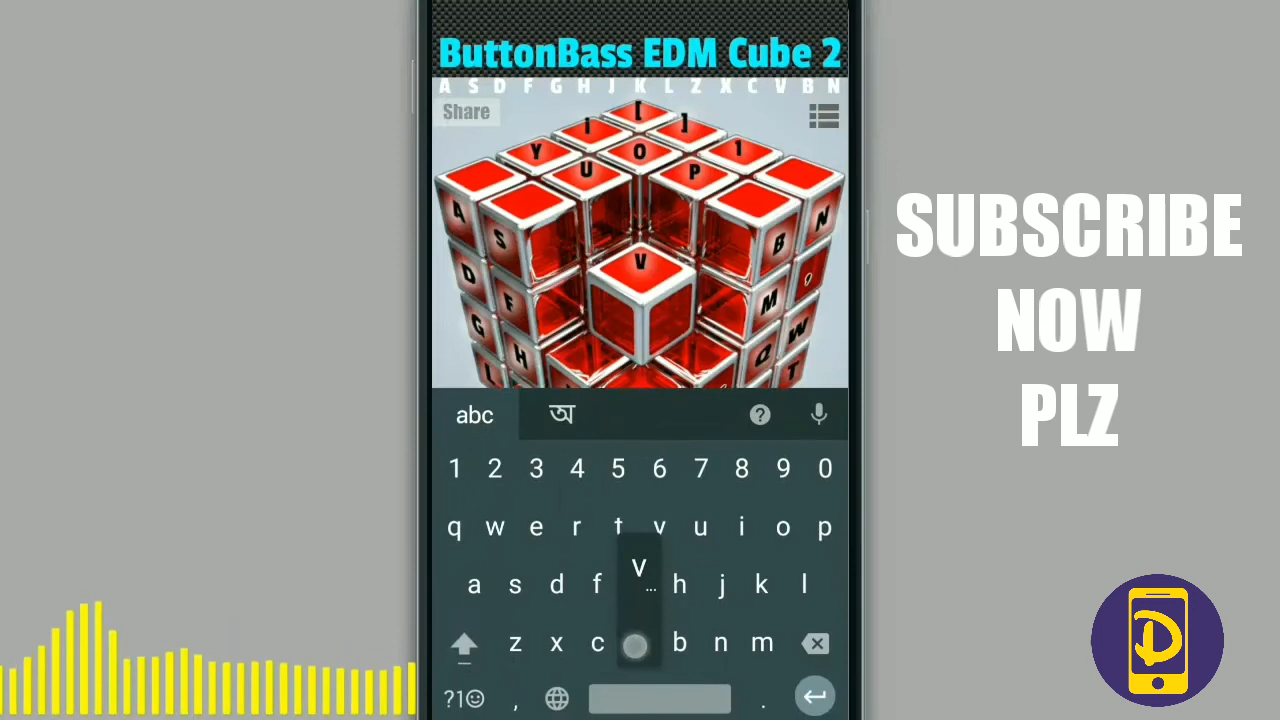 ButtonBass EDM Cube 2
A S D F G H J K L Z X C V B N
Share
[
I ]
Y O 1
U P
A S V B N
D F M ,
G H Q W
L T
SUBSCRIBE
NOW
PLZ
abc অ ?
1 2 3 4 5 6 7 8 9 0
q w e r t y u i o p
a s d f v... h j k l
z x c b n m
?1☺ , .
D